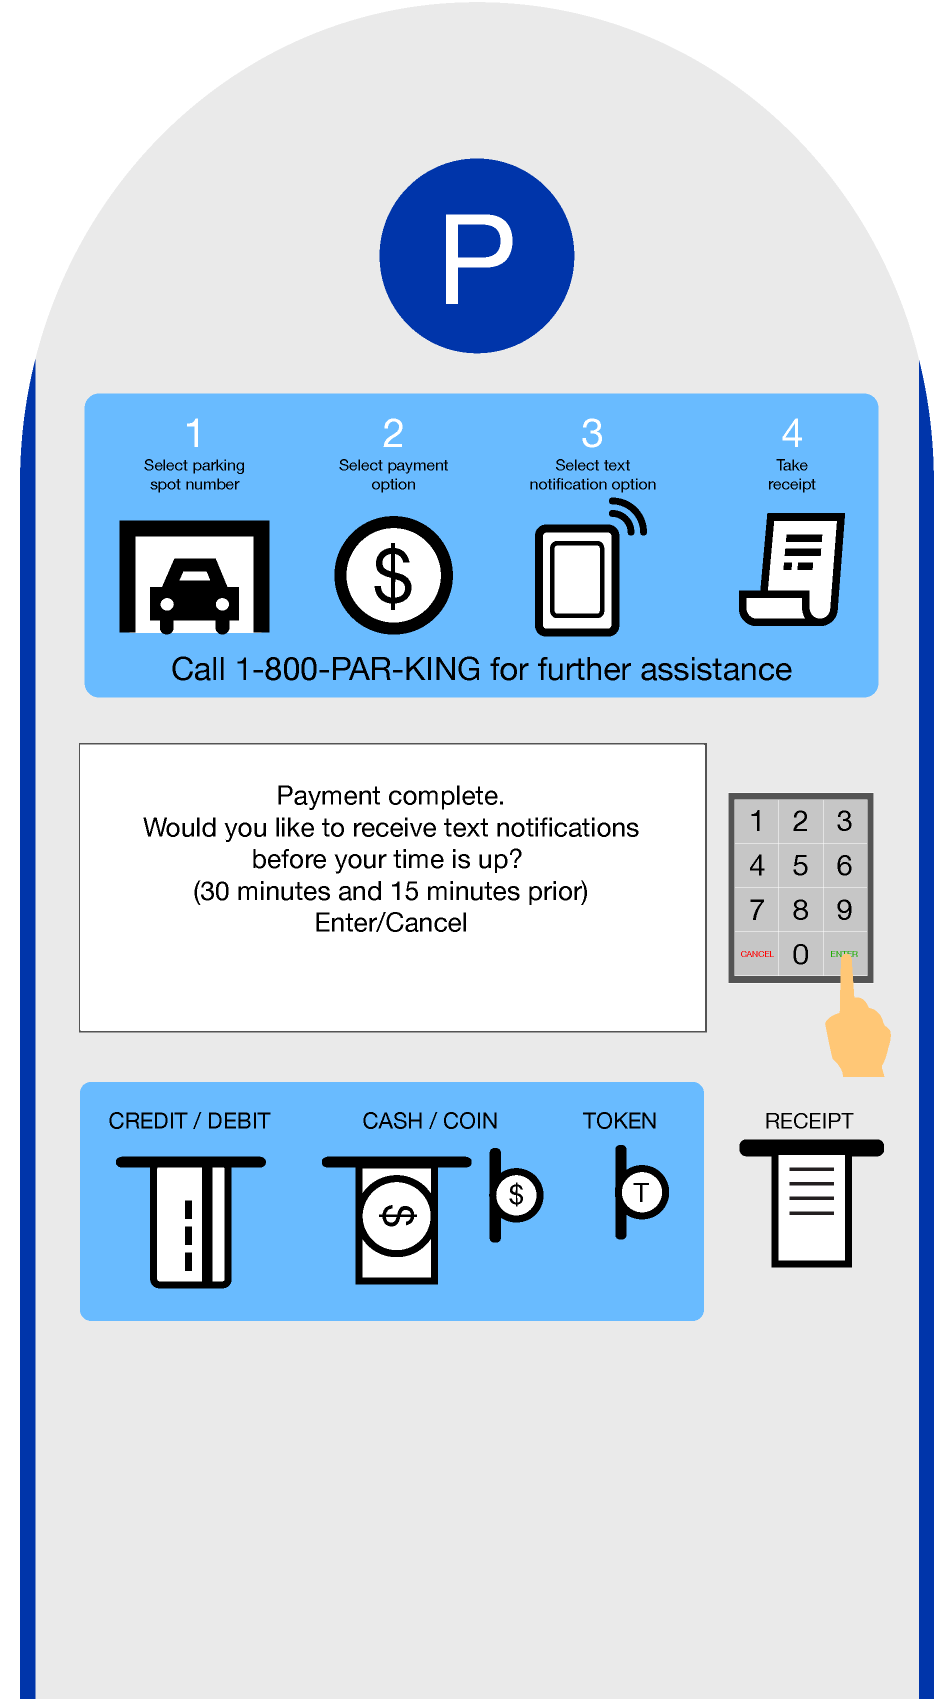 P
1
Select parking
spot number
2
Select payment
option
3
Select text
notification option
4
Take
receipt
$
Call 1-800-PAR-KING for further assistance
Payment complete.
Would you like to receive text notifications
before your time is up?
(30 minutes and 15 minutes prior)
Enter/Cancel
1 2 3
4 5 6
7 8 9
CANCEL 0 ENTER
CREDIT / DEBIT
CASH / COIN
TOKEN
RECEIPT
$
$
T